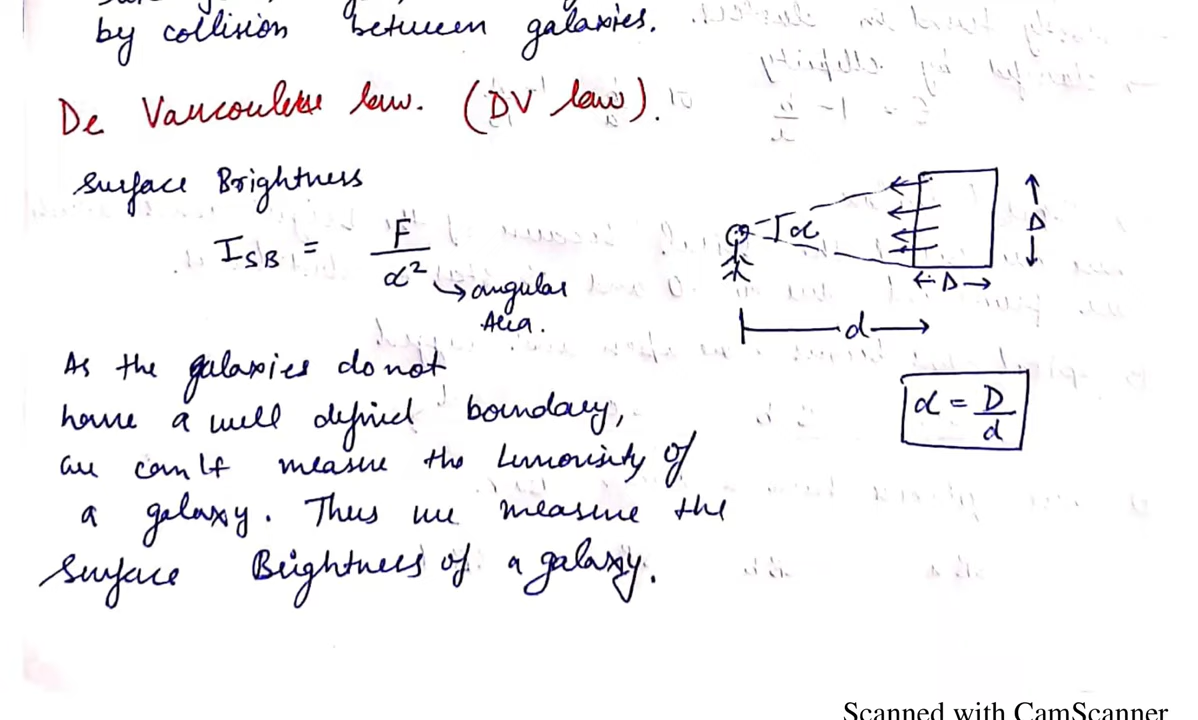 by collision between galaxies.
De Vaucouleurs law. (DV law).
Surface Brightness
I_SB = F / α² → angular Area.
α
D
← D →
d
α = D / d
As the galaxies do not
have a well defined boundary,
we can't measure the Luminosity of
a galaxy. Thus we measure the
Surface Brightness of a galaxy.
Scanned with CamScanner